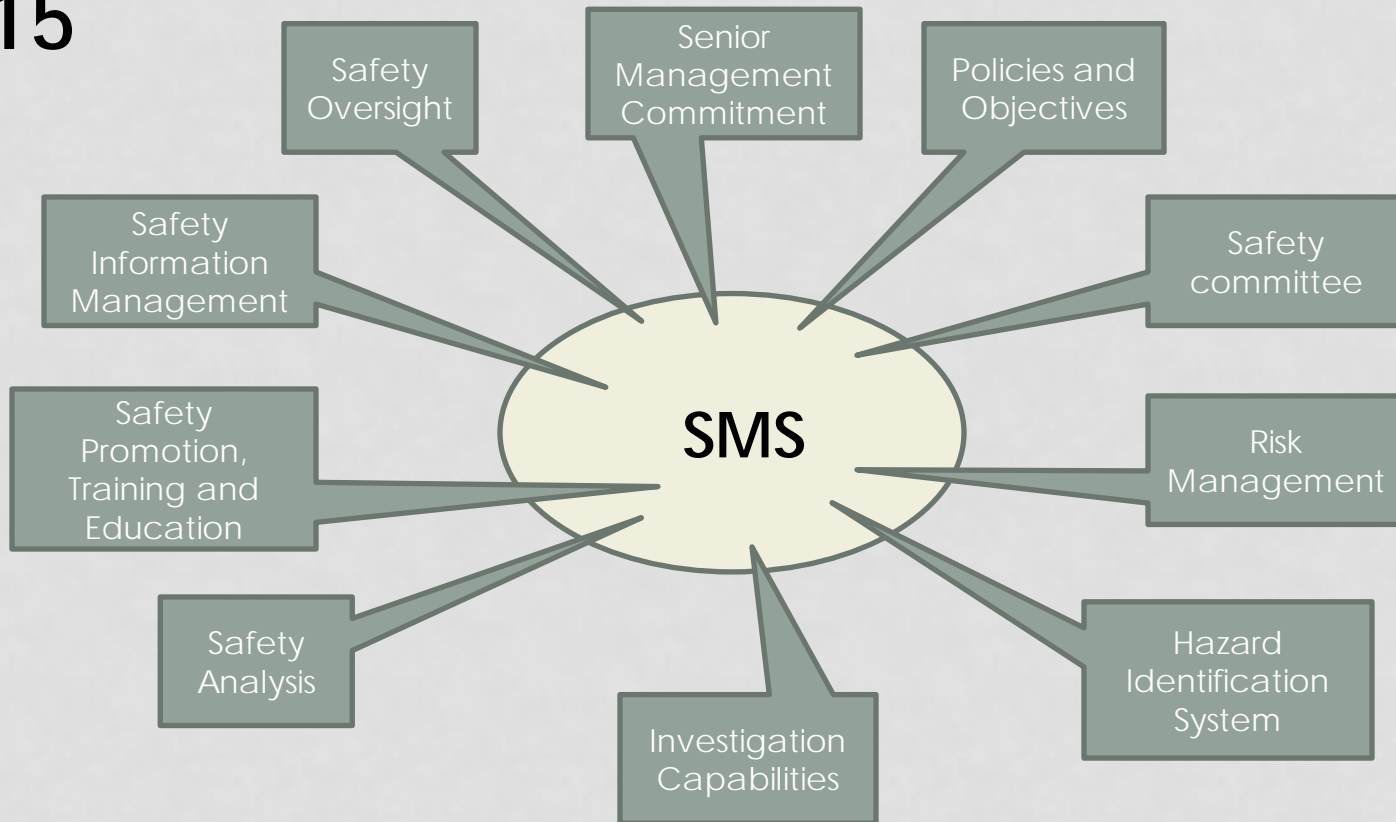 15
Safety
Oversight
Senior
Management
Commitment
Policies and
Objectives
Safety
Information
Management
Safety
committee
SMS
Safety
Promotion,
Training and
Education
Risk
Management
Safety
Analysis
Hazard
Identification
System
Investigation
Capabilities